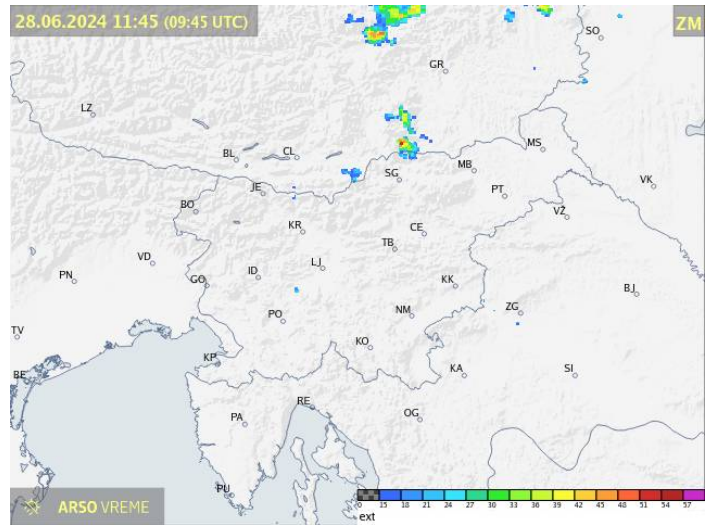 28.06.2024 11:45 (09:45 UTC)
ZM
SO
GR
LZ
BL
CL
MS
MB
SG
VK
JE
PT
BO
VŽ
KR
CE
TB
VD
LJ
PN
ID
GO
KK
BJ
PO
NM
ZG
TV
KO
KP
BE
KA
SI
RE
PA
OG
PU
ARSO VREME
0 15 18 21 24 27 30 33 36 39 42 45 48 51 54 57
ext